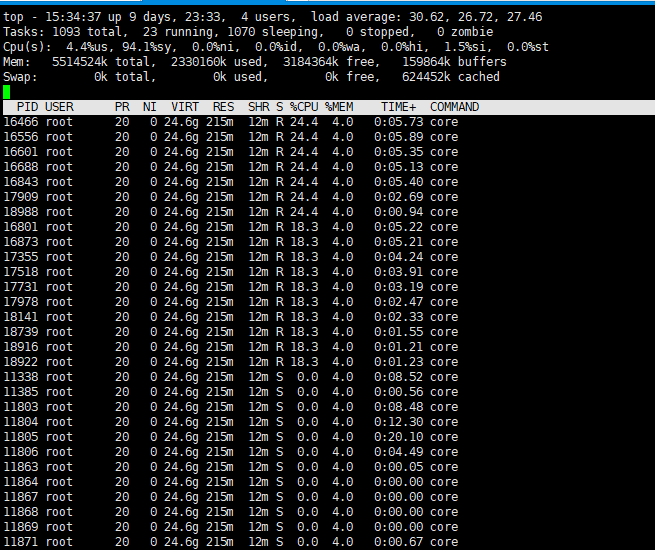 top - 15:34:37 up 9 days, 23:33, 4 users, load average: 30.62, 26.72, 27.46
Tasks: 1093 total, 23 running, 1070 sleeping, 0 stopped, 0 zombie
Cpu(s): 4.4%us, 94.1%sy, 0.0%ni, 0.0%id, 0.0%wa, 0.0%hi, 1.5%si, 0.0%st
Mem: 5514524k total, 2330160k used, 3184364k free, 159864k buffers
Swap: 0k total, 0k used, 0k free, 624452k cached
PID USER PR NI VIRT RES SHR S %CPU %MEM TIME+ COMMAND
16466 root 20 0 24.6g 215m 12m R 24.4 4.0 0:05.73 core
16556 root 20 0 24.6g 215m 12m R 24.4 4.0 0:05.89 core
16601 root 20 0 24.6g 215m 12m R 24.4 4.0 0:05.35 core
16688 root 20 0 24.6g 215m 12m R 24.4 4.0 0:05.13 core
16843 root 20 0 24.6g 215m 12m R 24.4 4.0 0:05.40 core
17909 root 20 0 24.6g 215m 12m R 24.4 4.0 0:02.69 core
18988 root 20 0 24.6g 215m 12m R 24.4 4.0 0:00.94 core
16801 root 20 0 24.6g 215m 12m R 18.3 4.0 0:05.22 core
16873 root 20 0 24.6g 215m 12m R 18.3 4.0 0:05.21 core
17355 root 20 0 24.6g 215m 12m R 18.3 4.0 0:04.24 core
17518 root 20 0 24.6g 215m 12m R 18.3 4.0 0:03.91 core
17731 root 20 0 24.6g 215m 12m R 18.3 4.0 0:03.19 core
17978 root 20 0 24.6g 215m 12m R 18.3 4.0 0:02.47 core
18141 root 20 0 24.6g 215m 12m R 18.3 4.0 0:02.33 core
18739 root 20 0 24.6g 215m 12m R 18.3 4.0 0:01.55 core
18916 root 20 0 24.6g 215m 12m R 18.3 4.0 0:01.21 core
18922 root 20 0 24.6g 215m 12m R 18.3 4.0 0:01.23 core
11338 root 20 0 24.6g 215m 12m S 0.0 4.0 0:08.52 core
11385 root 20 0 24.6g 215m 12m S 0.0 4.0 0:00.56 core
11803 root 20 0 24.6g 215m 12m S 0.0 4.0 0:08.48 core
11804 root 20 0 24.6g 215m 12m S 0.0 4.0 0:12.30 core
11805 root 20 0 24.6g 215m 12m S 0.0 4.0 0:20.10 core
11806 root 20 0 24.6g 215m 12m S 0.0 4.0 0:04.49 core
11863 root 20 0 24.6g 215m 12m S 0.0 4.0 0:00.05 core
11864 root 20 0 24.6g 215m 12m S 0.0 4.0 0:00.00 core
11867 root 20 0 24.6g 215m 12m S 0.0 4.0 0:00.00 core
11868 root 20 0 24.6g 215m 12m S 0.0 4.0 0:00.00 core
11869 root 20 0 24.6g 215m 12m S 0.0 4.0 0:00.00 core
11871 root 20 0 24.6g 215m 12m S 0.0 4.0 0:00.67 core